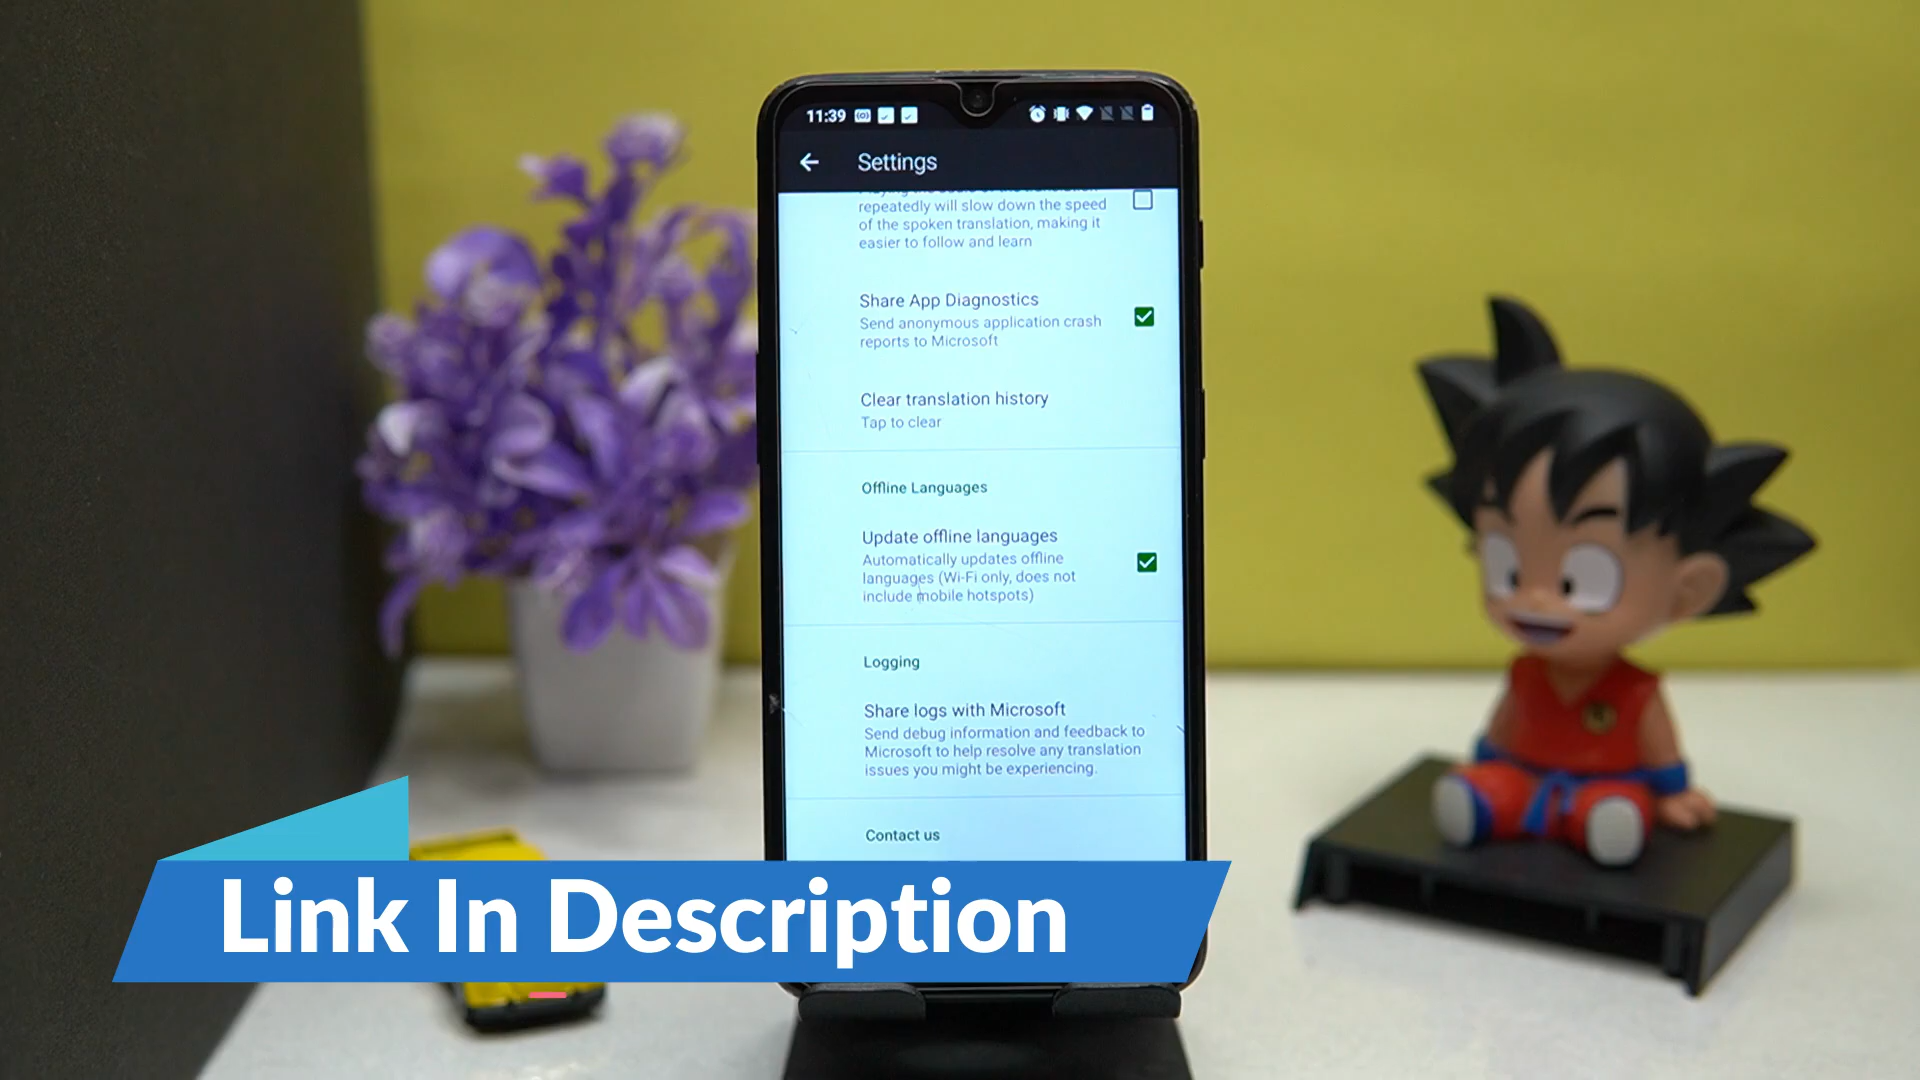 11:39
Settings
repeatedly will slow down the speed
of the spoken translation, making it
easier to follow and learn
Share App Diagnostics
Send anonymous application crash
reports to Microsoft
Clear translation history
Tap to clear
Offline Languages
Update offline languages
Automatically updates offline
languages (Wi-Fi only, does not
include mobile hotspots)
Logging
Share logs with Microsoft
Send debug information and feedback to
Microsoft to help resolve any translation
issues you might be experiencing.
Contact us
Link In Description